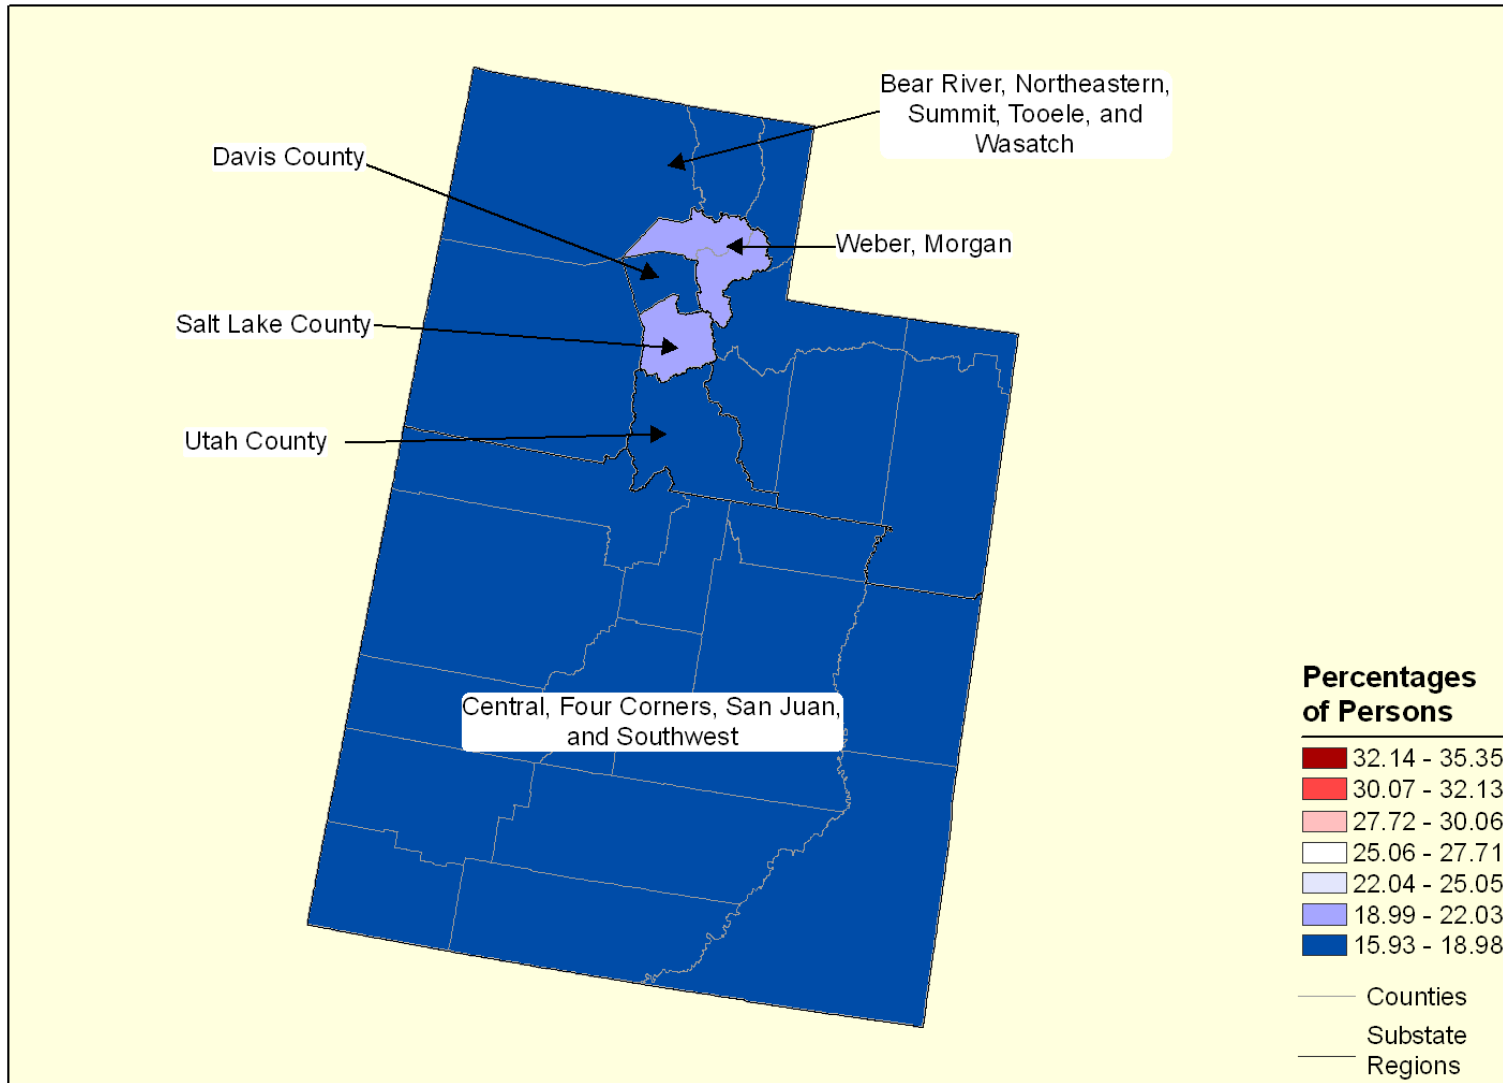 Bear River, Northeastern,
Summit, Tooele, and
Wasatch
Davis County
Weber, Morgan
Salt Lake County
Utah County
Central, Four Corners, San Juan,
and Southwest
Percentages
of Persons
32.14 - 35.35
30.07 - 32.13
27.72 - 30.06
25.06 - 27.71
22.04 - 25.05
18.99 - 22.03
15.93 - 18.98
Counties
Substate
Regions